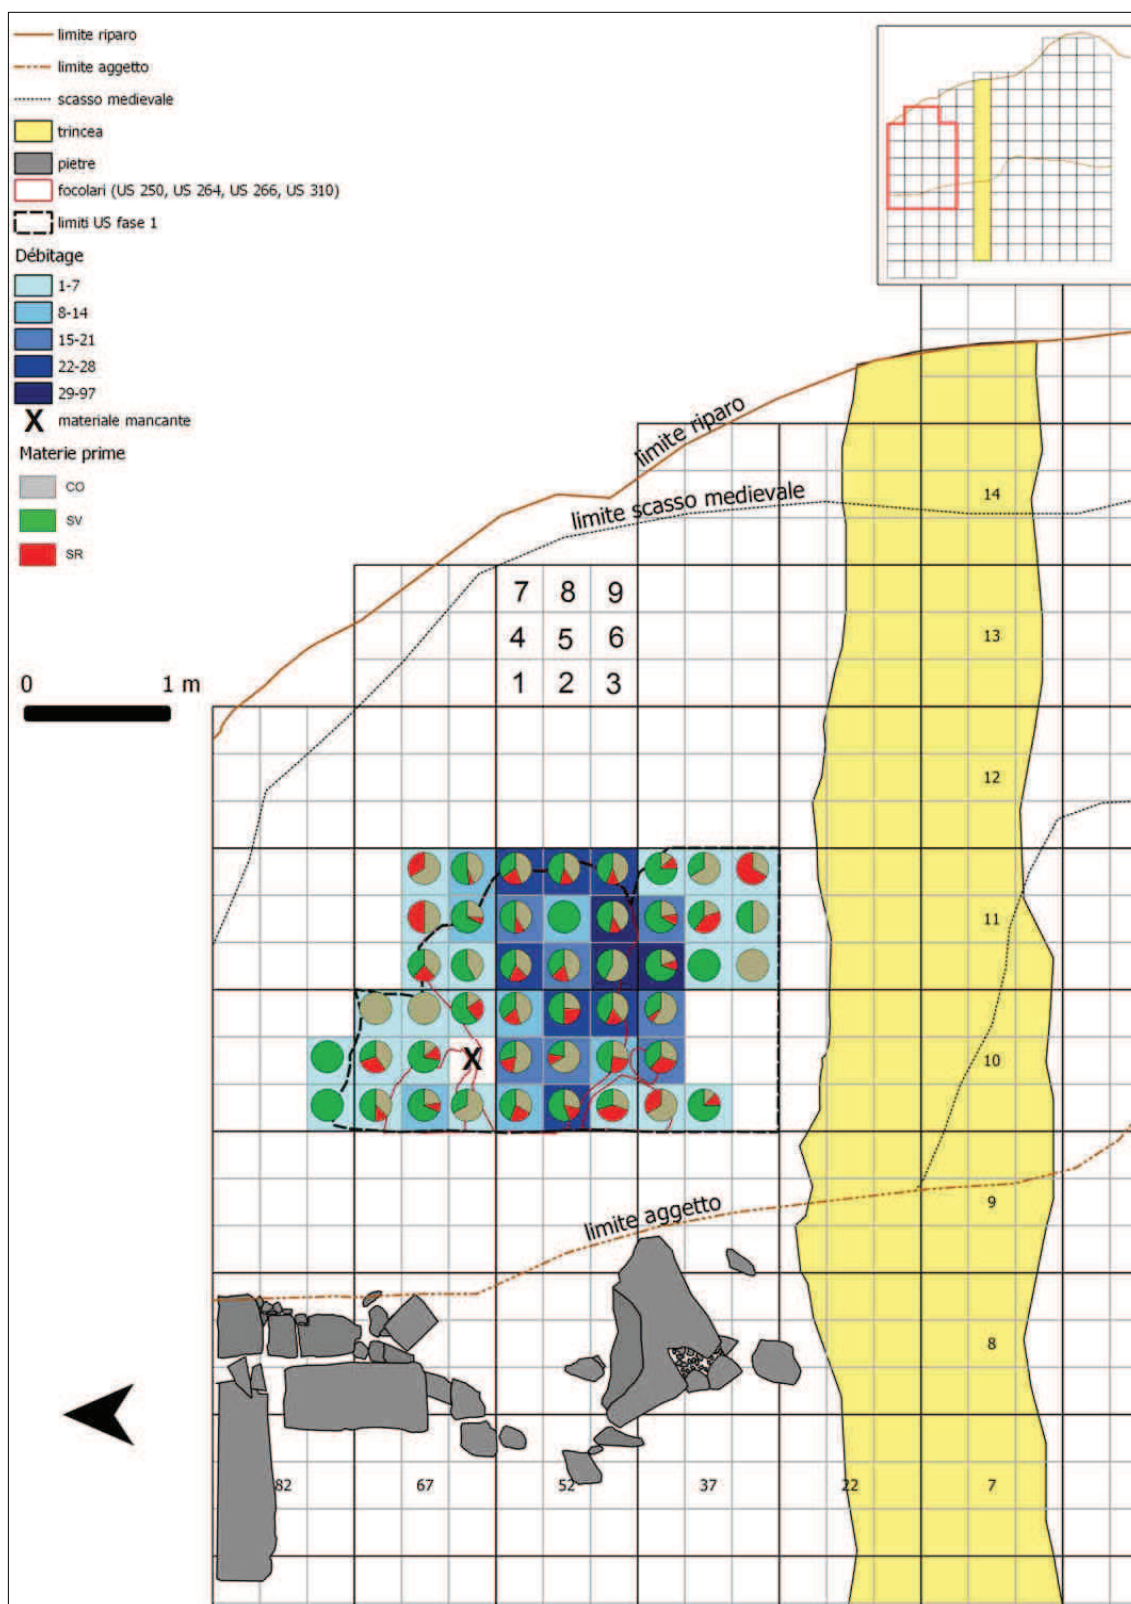 limite riparo
limite aggetto
scasso medievale
trincea
pietre
focolari (US 250, US 264, US 266, US 310)
limiti US fase 1
Débitage
1-7
8-14
15-21
22-28
29-97
X materiale mancante
Materie prime
CO
SV
SR
limite riparo
limite scasso medievale
14
7 8 9
4 5 6
1 2 3
13
0 1 m
12
11
X
10
limite aggetto
9
8
82 67 52 37 22 7